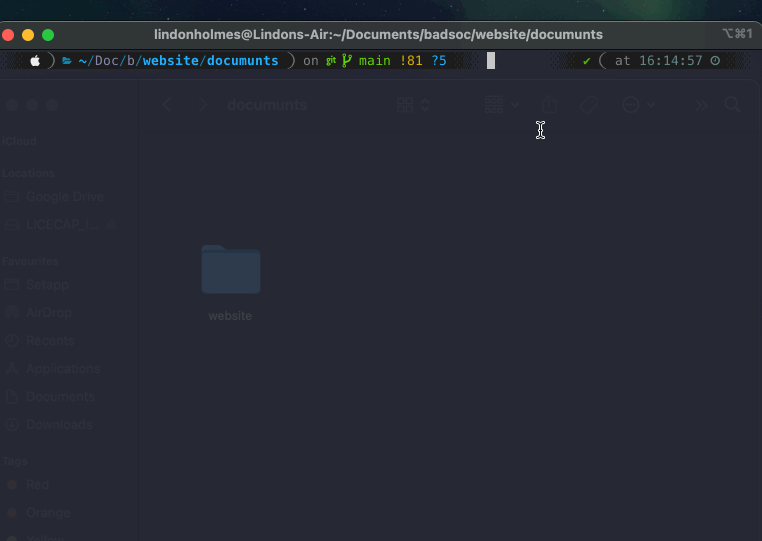 lindonholmes@Lindons-Air:~/Documents/badsoc/website/documunts
⌥⌘1
~/Doc/b/website/documunts ) on git main !81 ?5
✔ ( at 16:14:57
documunts
iCloud
Locations
Google Drive
LICECAP_I...
Favourites
Setapp
AirDrop
Recents
Applications
Documents
Downloads
Tags
Red
Orange
website